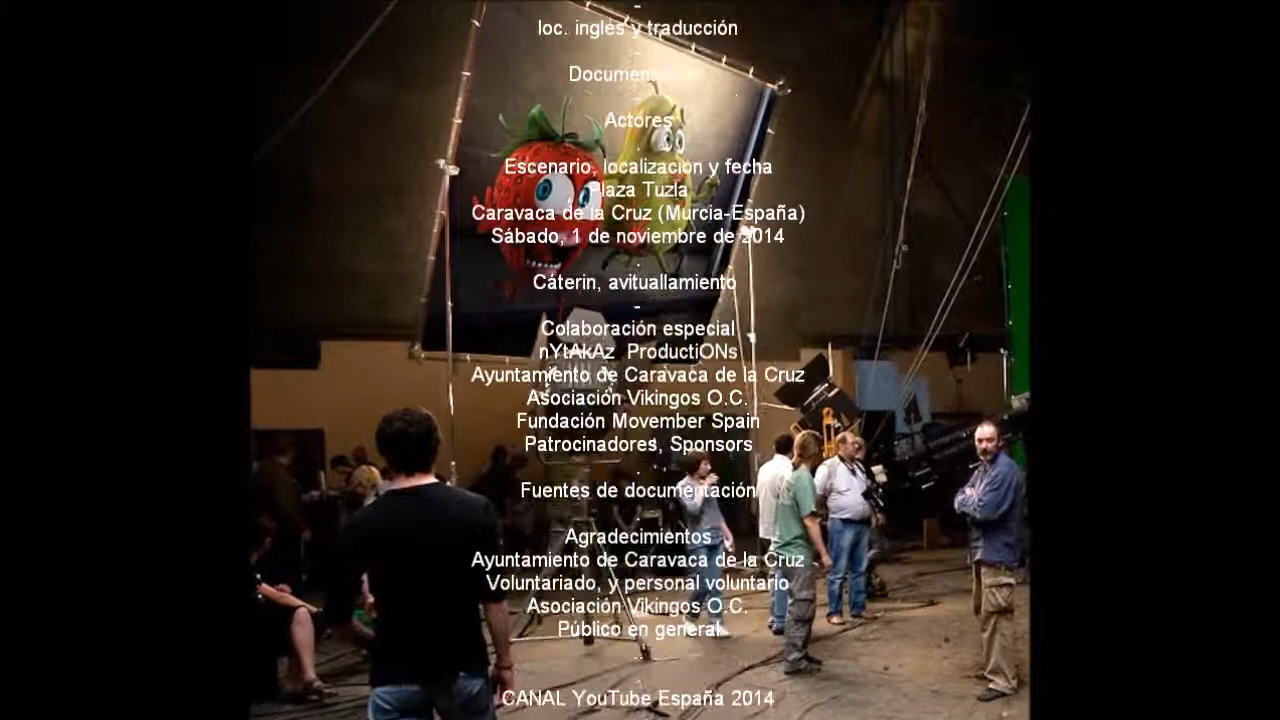 loc. inglés y traducción
Actores
Escenario, localización y fecha
Plaza Tuzla
Caravaca de la Cruz (Murcia-España)
Sábado, 1 de noviembre de 2014
Cáterin, avituallamiento
Colaboración especial
nYtAkAz ProductiONs
Ayuntamiento de Caravaca de la Cruz
Asociación Vikingos O.C.
Fundación Movember Spain
Patrocinadores, Sponsors
Fuentes de documentación
Agradecimientos
Ayuntamiento de Caravaca de la Cruz
Voluntariado, y personal voluntario
Asociación Vikingos O.C.
Público en general
CANAL YouTube España 2014